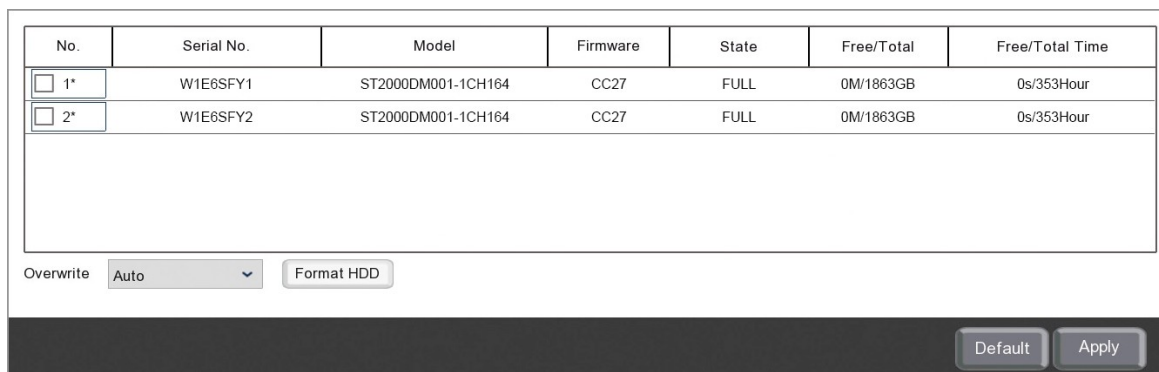 No. Serial No. Model Firmware State Free/Total Free/Total Time
1* W1E6SFY1 ST2000DM001-1CH164 CC27 FULL 0M/1863GB 0s/353Hour
2* W1E6SFY2 ST2000DM001-1CH164 CC27 FULL 0M/1863GB 0s/353Hour
Overwrite Auto Format HDD
Default Apply